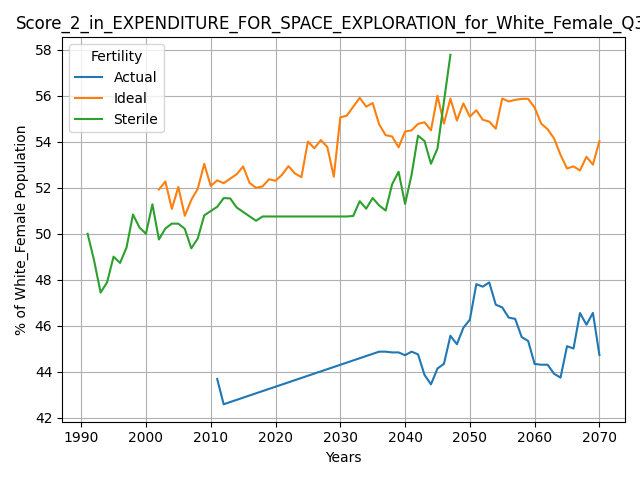 Score_2_in_EXPENDITURE_FOR_SPACE_EXPLORATION_for_White_Female_Q3
Fertility
Actual
Ideal
Sterile
% of White_Female Population
58
56
54
52
50
48
46
44
42
1990 2000 2010 2020 2030 2040 2050 2060 2070
Years